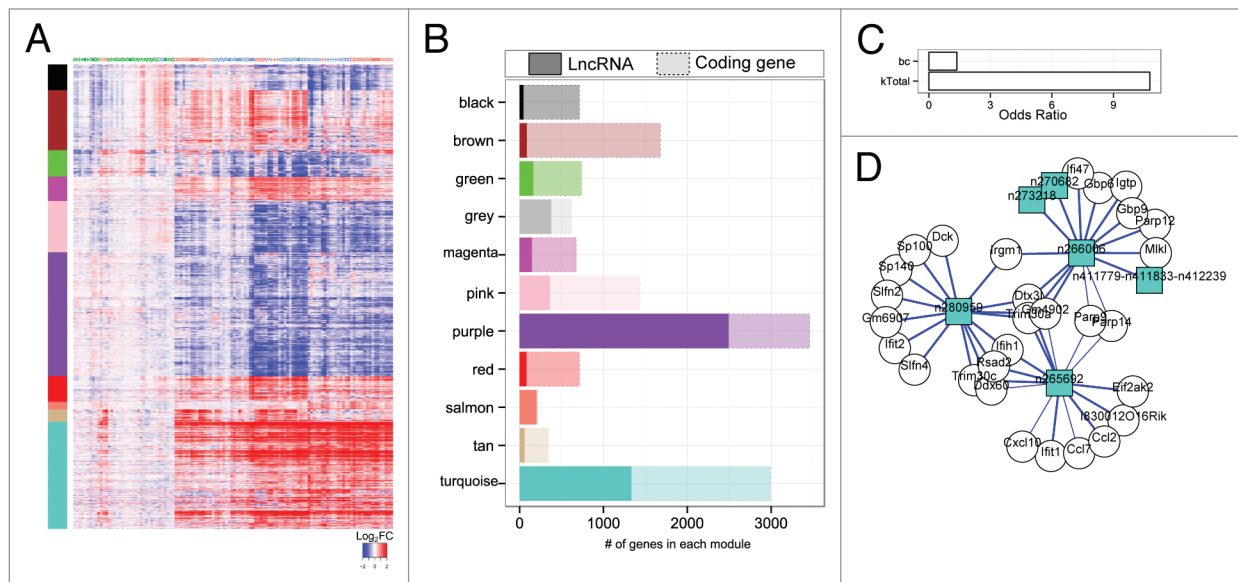 A
Log2FC
-2 0 2
B
LncRNA Coding gene
black
brown
green
grey
magenta
pink
purple
red
salmon
tan
turquoise
0 1000 2000 3000
# of genes in each module
C
bc
kTotal
0 3 6 9
Odds Ratio
D
Ifi47
n270682
Gbp6
Igtp
n273218
Gbp9
Parp12
Dck
Sp100
Irgm1
n266006
Mlkl
Sp140
n411779-n411833-n412239
Slfn2
Dtx3l
n280959
Gm4902
Gm6907
Trim30a
Parp9
Parp14
Ifit2
Ifih1
Slfn4
Rsad2
Trim30c
n265692
Ddx60
Eif2ak2
I830012O16Rik
Cxcl10
Ccl2
Ifit1
Ccl7